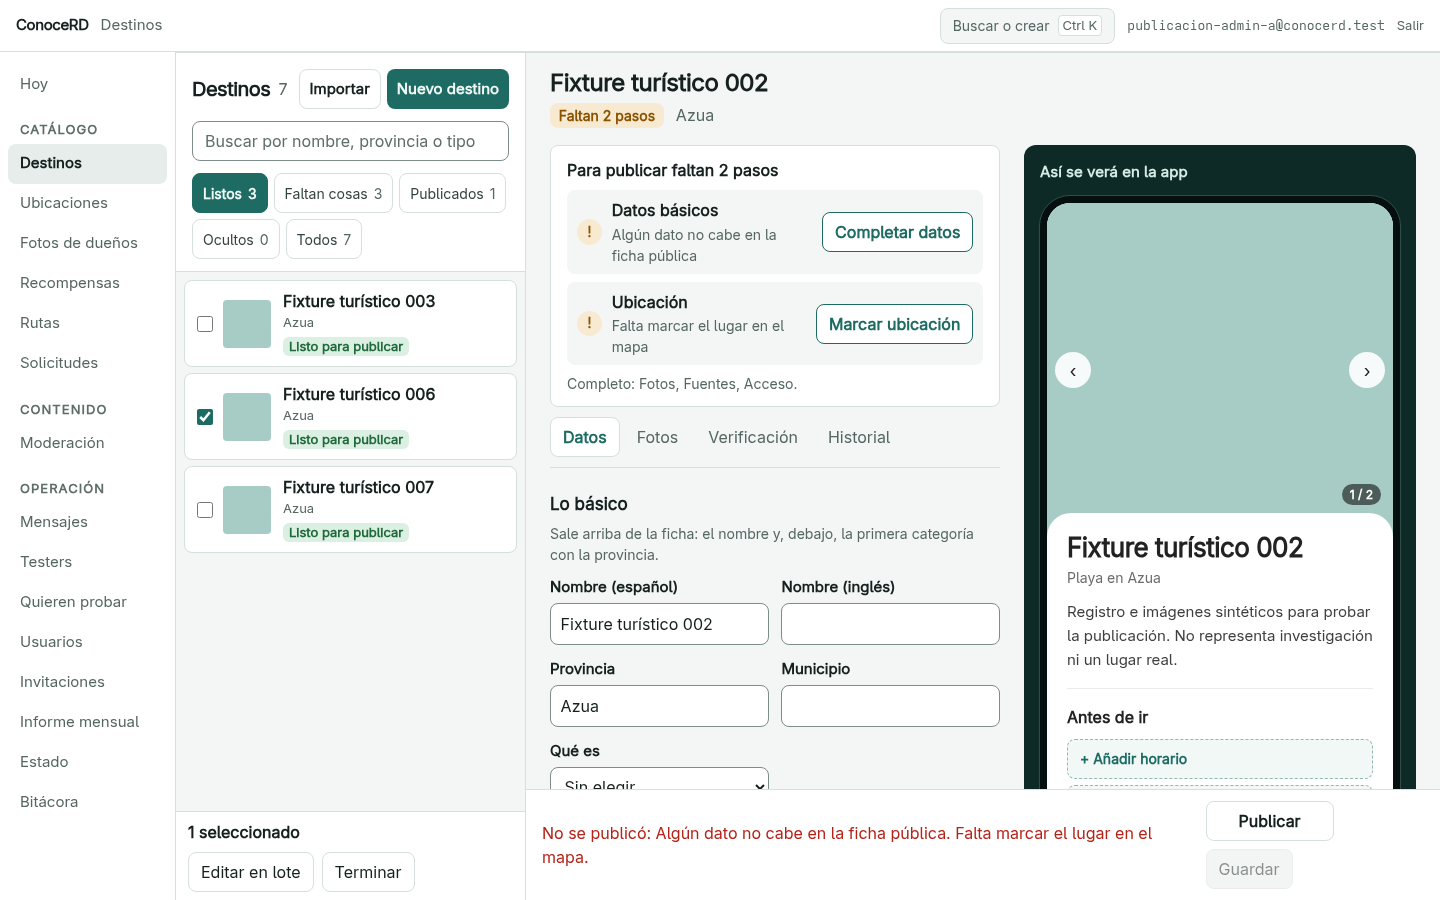 ConoceRD Destinos
Buscar o crear Ctrl K publicacion-admin-a@conocerd.test Salir
Hoy
CATÁLOGO
Destinos
Ubicaciones
Fotos de dueños
Recompensas
Rutas
Solicitudes
CONTENIDO
Moderación
OPERACIÓN
Mensajes
Testers
Quieren probar
Usuarios
Invitaciones
Informe mensual
Estado
Bitácora
Destinos 7 Importar Nuevo destino
Buscar por nombre, provincia o tipo
Listos 3 Faltan cosas 3 Publicados 1
Ocultos 0 Todos 7
Fixture turístico 003
Azua
Listo para publicar
Fixture turístico 006
Azua
Listo para publicar
Fixture turístico 007
Azua
Listo para publicar
1 seleccionado
Editar en lote Terminar
Fixture turístico 002
Faltan 2 pasos Azua
Para publicar faltan 2 pasos
! Datos básicos
Algún dato no cabe en la
ficha pública
Completar datos
! Ubicación
Falta marcar el lugar en el
mapa
Marcar ubicación
Completo: Fotos, Fuentes, Acceso.
Datos Fotos Verificación Historial
Lo básico
Sale arriba de la ficha: el nombre y, debajo, la primera categoría
con la provincia.
Nombre (español) Nombre (inglés)
Fixture turístico 002
Provincia Municipio
Azua
Qué es
Sin elegir
No se publicó: Algún dato no cabe en la ficha pública. Falta marcar el lugar en el
mapa.
Publicar
Guardar
Así se verá en la app
‹ ›
1 / 2
Fixture turístico 002
Playa en Azua
Registro e imágenes sintéticos para probar
la publicación. No representa investigación
ni un lugar real.
Antes de ir
+ Añadir horario